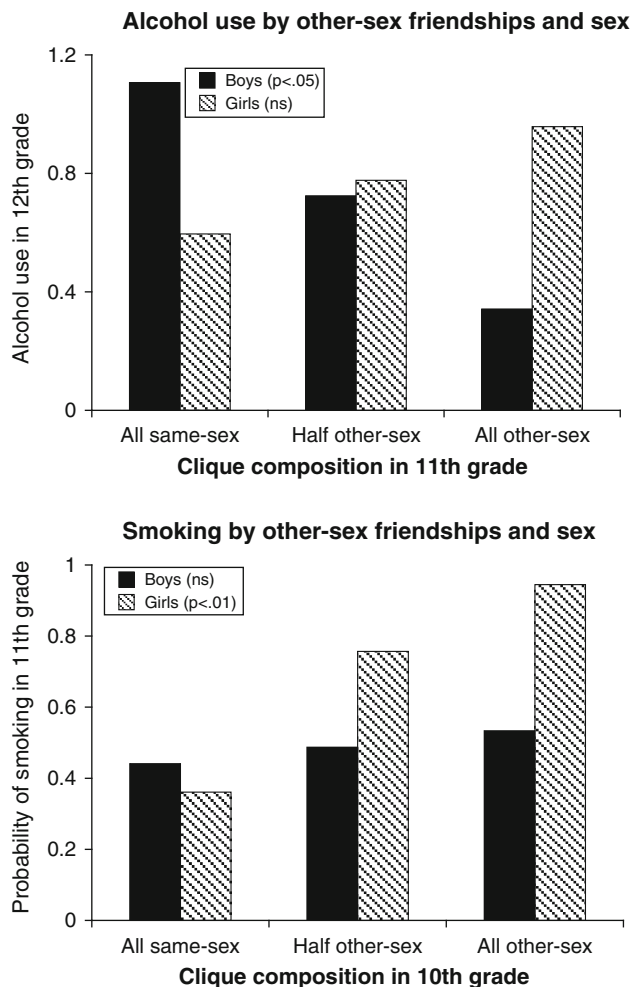 Alcohol use by other-sex friendships and sex
1.2
0.8
0.4
0
Alcohol use in 12th grade
Boys (p<.05)
Girls (ns)
All same-sex Half other-sex All other-sex
Clique composition in 11th grade
Smoking by other-sex friendships and sex
1
0.8
0.6
0.4
0.2
0
Probability of smoking in 11th grade
Boys (ns)
Girls (p<.01)
All same-sex Half other-sex All other-sex
Clique composition in 10th grade